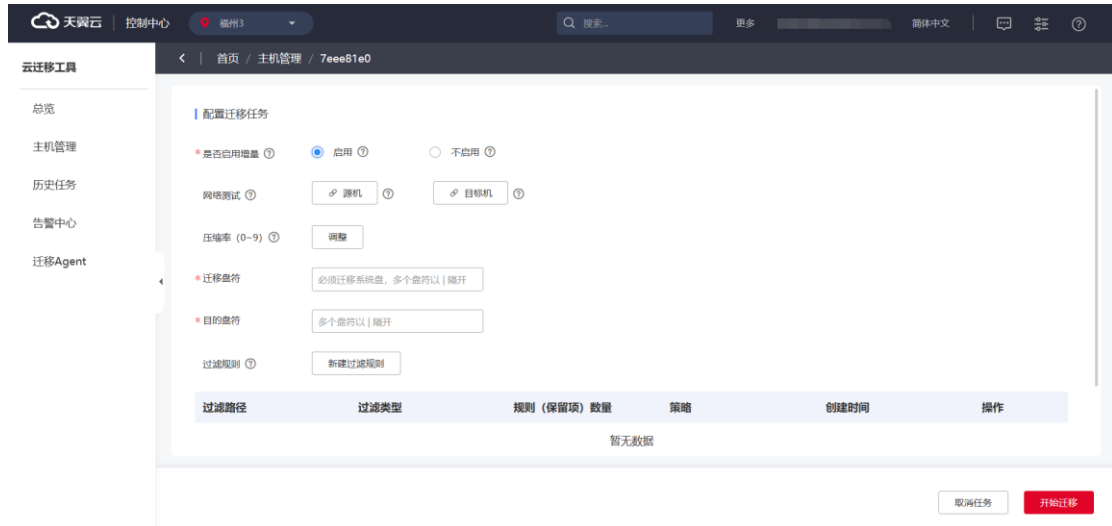 天翼云 控制中心 福州3 搜索... 更多 简体中文
云迁移工具
首页 / 主机管理 / 7eee81e0
总览
主机管理
历史任务
告警中心
迁移Agent
配置迁移任务
*是否启用增量 启用 不启用
网络测试 源机 目标机
压缩率（0~9） 调整
*迁移盘符 必须迁移系统盘，多个盘符以 | 隔开
*目的盘符 多个盘符以 | 隔开
过滤规则 新建过滤规则
过滤路径 过滤类型 规则（保留项）数量 策略 创建时间 操作
暂无数据
取消任务 开始迁移